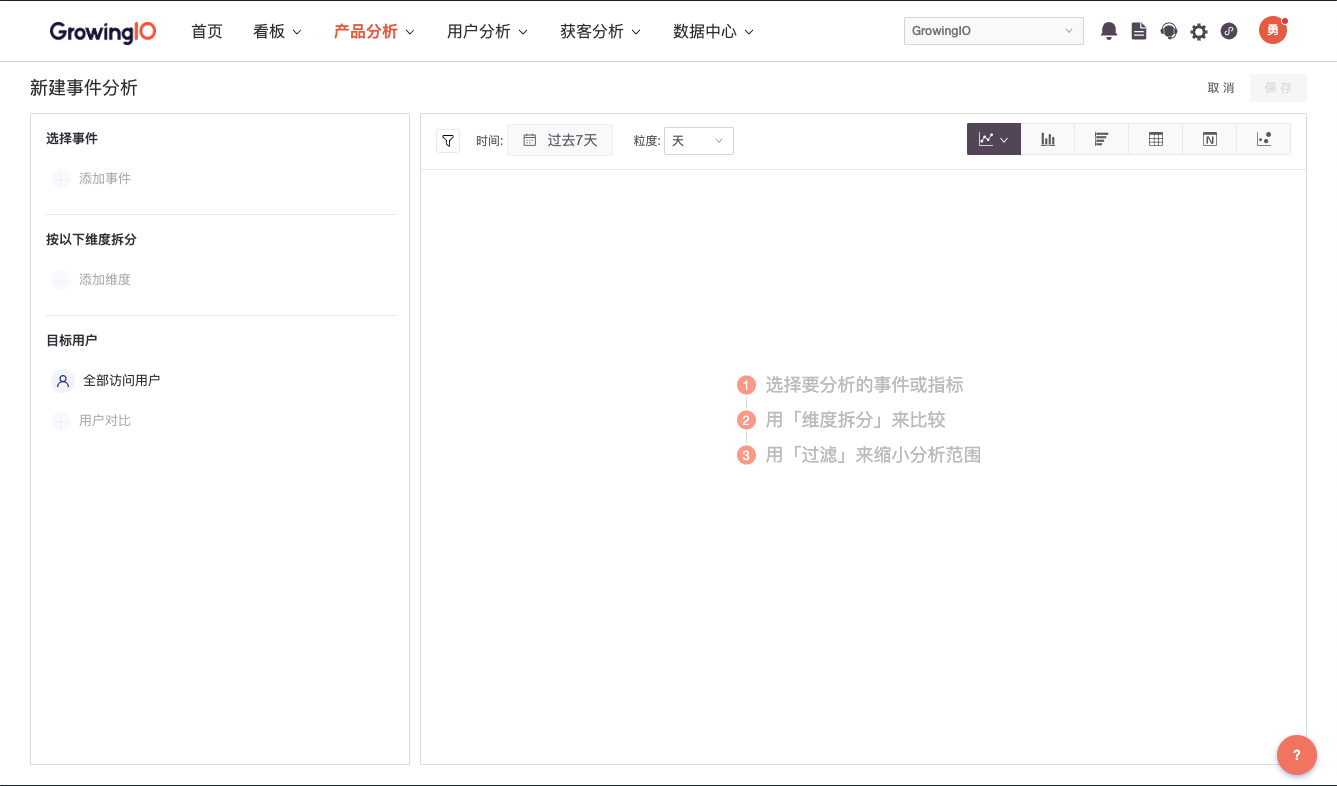 GrowingIO 首页 看板 产品分析 用户分析 获客分析 数据中心 GrowingIO 勇
新建事件分析 取 消 保 存
选择事件
添加事件
按以下维度拆分
添加维度
目标用户
全部访问用户
用户对比
时间: 过去7天 粒度: 天 N
1 选择要分析的事件或指标
2 用「维度拆分」来比较
3 用「过滤」来缩小分析范围
?